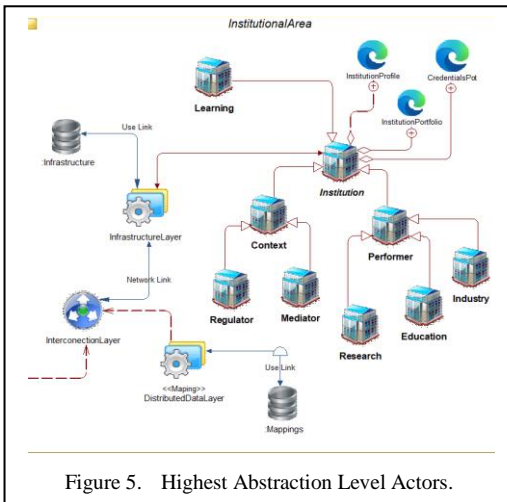 InstitutionalArea
InstitutionProfile
CredentialsPot
InstitutionPortfolio
Learning
Institution
Use Link
:Infrastructure
InfrastructureLayer
Context
Performer
Industry
Regulator
Mediator
Research
Education
Network Link
InterconectionLayer
<<Maping>>
DistributedDataLayer
Use Link
:Mappings
Figure 5. Highest Abstraction Level Actors.